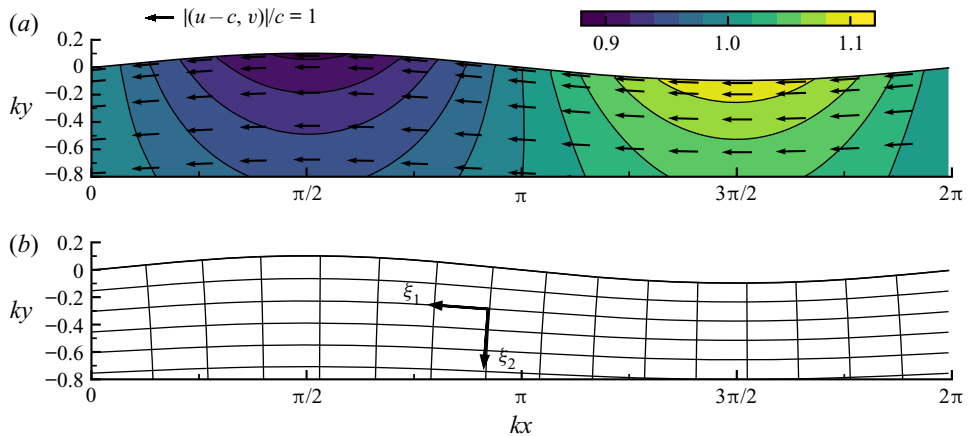 (a)
|(u – c, v)|/c = 1
0.9 1.0 1.1
0.2
0
–0.2
–0.4
–0.6
–0.8
ky
0 π/2 π 3π/2 2π
(b)
0.2
0
–0.2
–0.4
–0.6
–0.8
ky
ξ1
ξ2
0 π/2 π 3π/2 2π
kx